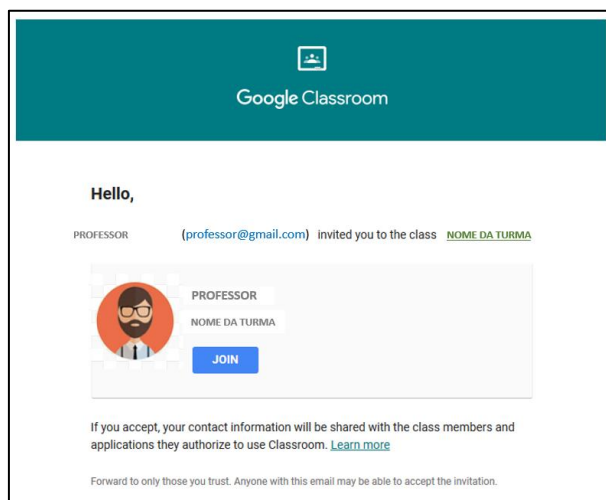 Google Classroom
Hello,
PROFESSOR (professor@gmail.com) invited you to the class NOME DA TURMA
PROFESSOR
NOME DA TURMA
JOIN
If you accept, your contact information will be shared with the class members and
applications they authorize to use Classroom. Learn more
Forward to only those you trust. Anyone with this email may be able to accept the invitation.